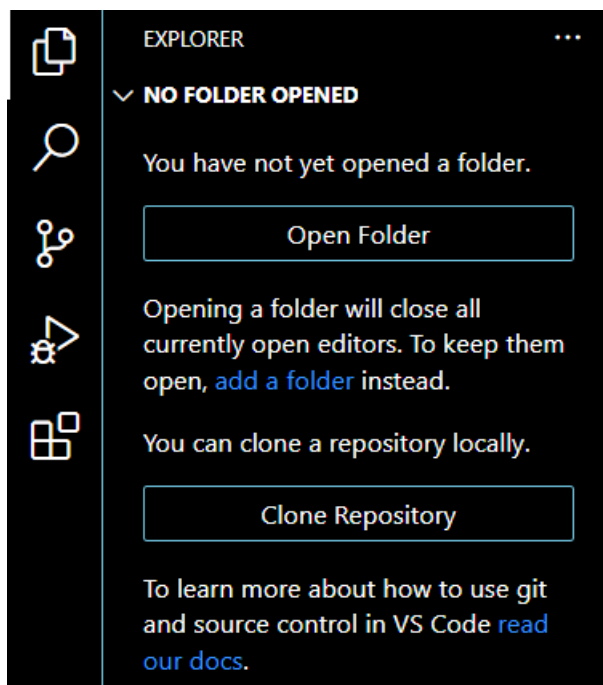 EXPLORER
NO FOLDER OPENED
You have not yet opened a folder.
Open Folder
Opening a folder will close all
currently open editors. To keep them
open, add a folder instead.
You can clone a repository locally.
Clone Repository
To learn more about how to use git
and source control in VS Code read
our docs.